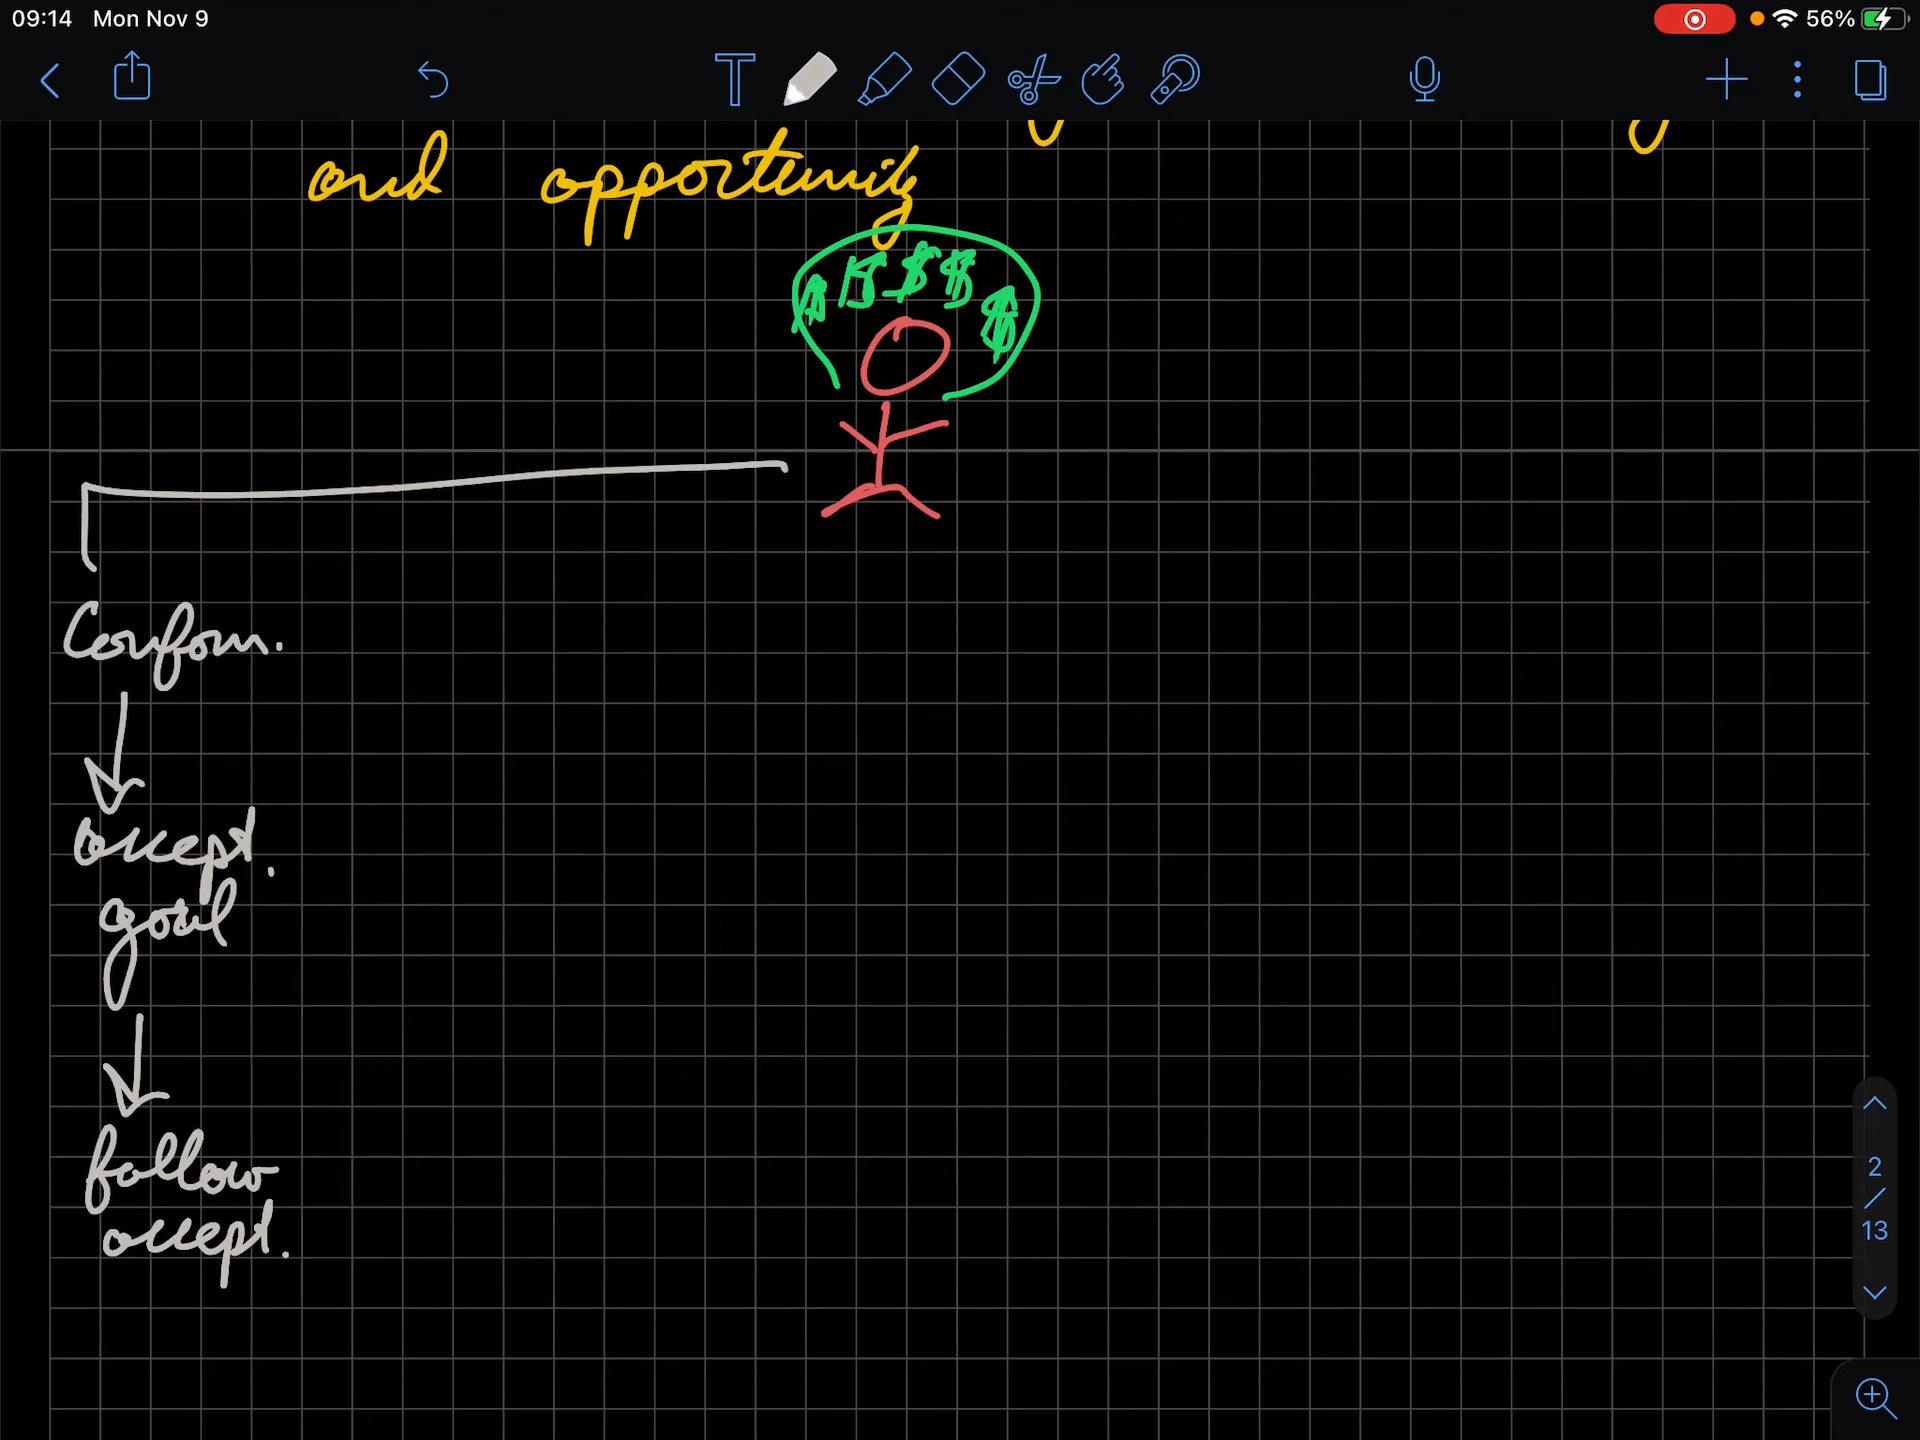 09:14 Mon Nov 9
56%
T
and opportunity
$ $ $ $ $
Conform.
accept.
goal
follow
accept.
2
/
13